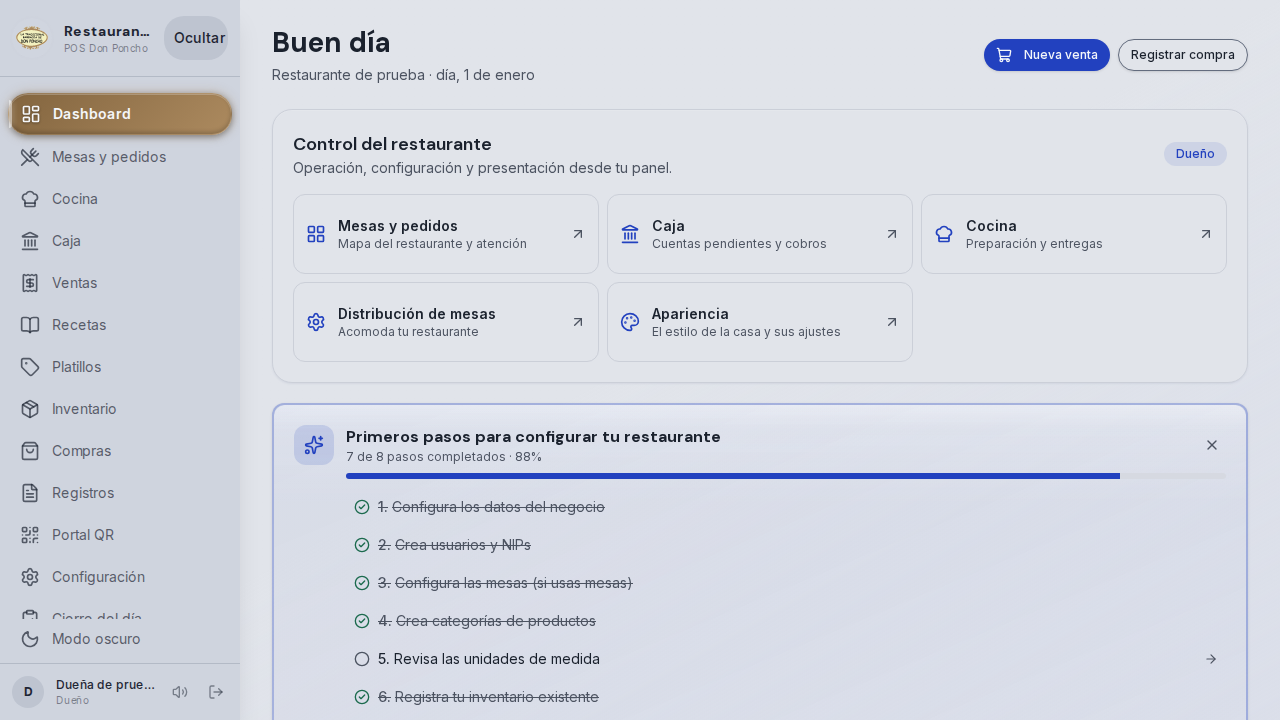 Restauran…
POS Don Poncho
Ocultar
Dashboard
Mesas y pedidos
Cocina
Caja
Ventas
Recetas
Platillos
Inventario
Compras
Registros
Portal QR
Configuración
Cierre del día
Modo oscuro
D
Dueña de prue…
Dueño
Buen día
Restaurante de prueba · día, 1 de enero
Nueva venta
Registrar compra
Control del restaurante
Operación, configuración y presentación desde tu panel.
Dueño
Mesas y pedidos
Mapa del restaurante y atención
Caja
Cuentas pendientes y cobros
Cocina
Preparación y entregas
Distribución de mesas
Acomoda tu restaurante
Apariencia
El estilo de la casa y sus ajustes
Primeros pasos para configurar tu restaurante
7 de 8 pasos completados · 88%
1. Configura los datos del negocio
2. Crea usuarios y NIPs
3. Configura las mesas (si usas mesas)
4. Crea categorías de productos
5. Revisa las unidades de medida
6. Registra tu inventario existente